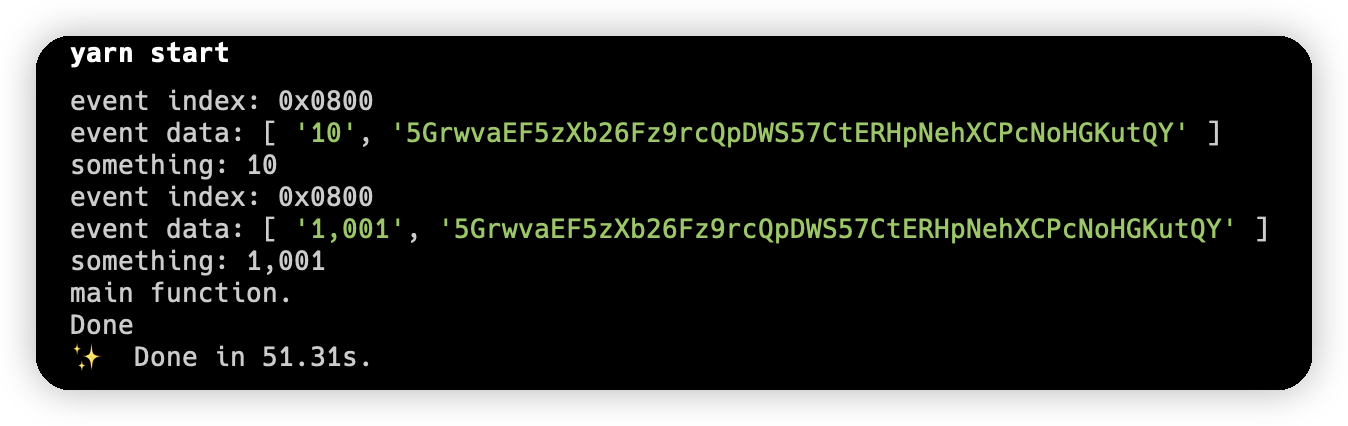 yarn start
event index: 0x0800
event data: [ '10', '5GrwvaEF5zXb26Fz9rcQpDWS57CtERHpNehXCPcNoHGKutQY' ]
something: 10
event index: 0x0800
event data: [ '1,001', '5GrwvaEF5zXb26Fz9rcQpDWS57CtERHpNehXCPcNoHGKutQY' ]
something: 1,001
main function.
Done
✨  Done in 51.31s.